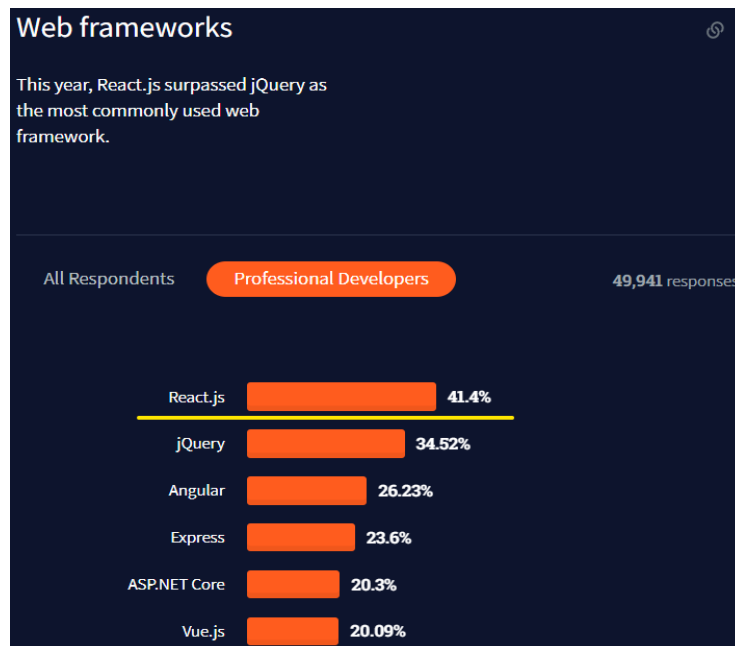 Web frameworks
This year, React.js surpassed jQuery as
the most commonly used web
framework.
All Respondents
Professional Developers
49,941 responses
React.js
41.4%
jQuery
34.52%
Angular
26.23%
Express
23.6%
ASP.NET Core
20.3%
Vue.js
20.09%